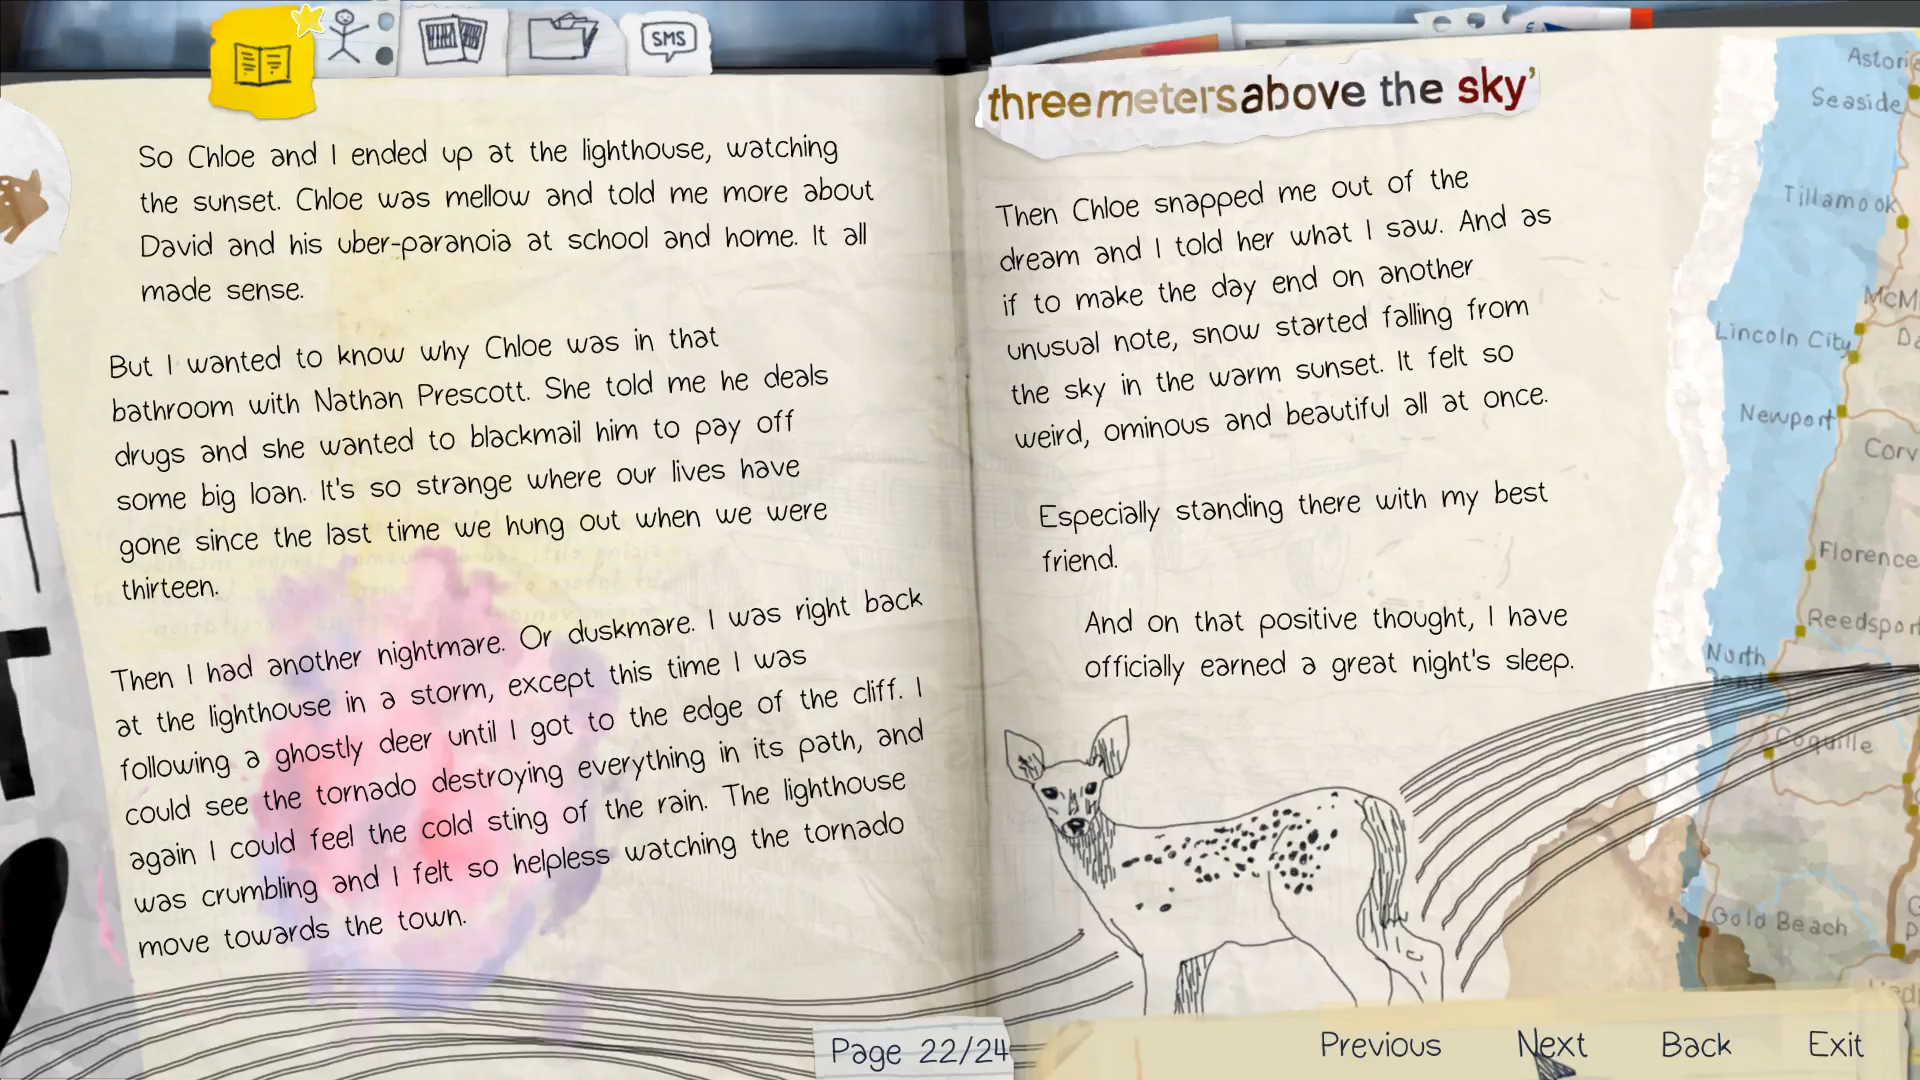 SMS
So Chloe and I ended up at the lighthouse, watching
the sunset. Chloe was mellow and told me more about
David and his uber-paranoia at school and home. It all
made sense.
But I wanted to know why Chloe was in that
bathroom with Nathan Prescott. She told me he deals
drugs and she wanted to blackmail him to pay off
some big loan. It's so strange where our lives have
gone since the last time we hung out when we were
thirteen.
Then I had another nightmare. Or duskmare. I was right back
at the lighthouse in a storm, except this time I was
following a ghostly deer until I got to the edge of the cliff. I
could see the tornado destroying everything in its path, and
again I could feel the cold sting of the rain. The lighthouse
was crumbling and I felt so helpless watching the tornado
move towards the town.
threemetersabove the sky'
Then Chloe snapped me out of the
dream and I told her what I saw. And as
if to make the day end on another
unusual note, snow started falling from
the sky in the warm sunset. It felt so
weird, ominous and beautiful all at once.
Especially standing there with my best
friend.
And on that positive thought, I have
officially earned a great night's sleep.
Astoria
Seaside
Tillamook
McM
Lincoln City
Da
Newport
Corv
Florence
Reedsport
North
Bend
Coquille
Gold Beach
Page 22/24
Previous
Next
Back
Exit